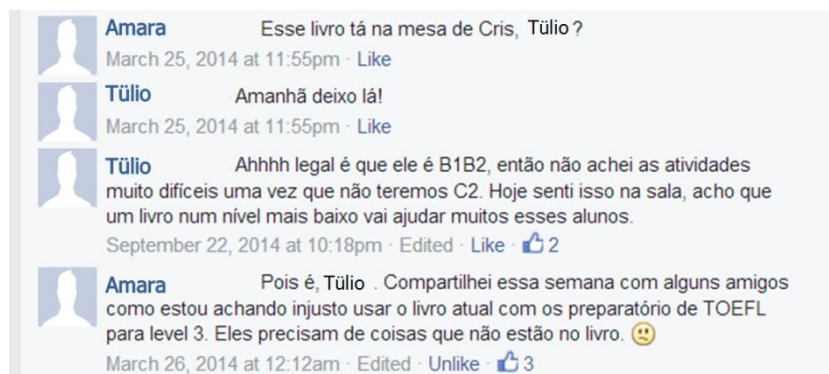 Amara Esse livro tá na mesa de Cris, Tülio ?
March 25, 2014 at 11:55pm · Like
Tülio Amanhã deixo lá!
March 25, 2014 at 11:55pm · Like
Tülio Ahhhh legal é que ele é B1B2, então não achei as atividades
muito difíceis uma vez que não teremos C2. Hoje senti isso na sala, acho que
um livro num nível mais baixo vai ajudar muitos esses alunos.
September 22, 2014 at 10:18pm · Edited · Like · 2
Amara Pois é, Tülio . Compartilhei essa semana com alguns amigos
como estou achando injusto usar o livro atual com os preparatório de TOEFL
para level 3. Eles precisam de coisas que não estão no livro.
March 26, 2014 at 12:12am · Edited · Unlike · 3